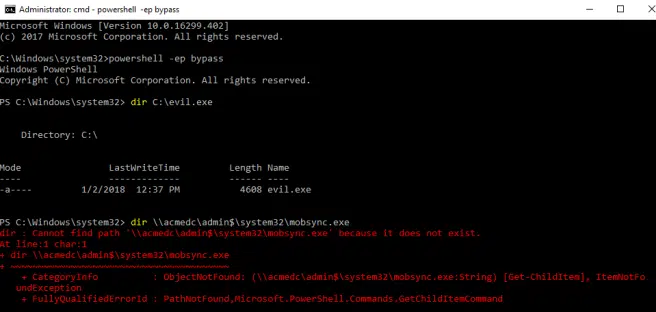 Administrator: cmd - powershell -ep bypass
Microsoft Windows [Version 10.0.16299.402]
(c) 2017 Microsoft Corporation. All rights reserved.
C:\Windows\system32>powershell -ep bypass
Windows PowerShell
Copyright (C) Microsoft Corporation. All rights reserved.
PS C:\Windows\system32> dir C:\evil.exe
Directory: C:\
Mode LastWriteTime Length Name
---- ------------- ------ ----
-a---- 1/2/2018 12:37 PM 4608 evil.exe
PS C:\Windows\system32> dir \\acmedc\admin$\system32\mobsync.exe
dir : Cannot find path '\\acmedc\admin$\system32\mobsync.exe' because it does not exist.
At line:1 char:1
+ dir \\acmedc\admin$\system32\mobsync.exe
+ ~~~~~~~~~~~~~~~~~~~~~~~~~~~~~~~~~~~~~~~~
+ CategoryInfo : ObjectNotFound: (\\acmedc\admin$\system32\mobsync.exe:String) [Get-ChildItem], ItemNotFo
undException
+ FullyQualifiedErrorId : PathNotFound,Microsoft.PowerShell.Commands.GetChildItemCommand